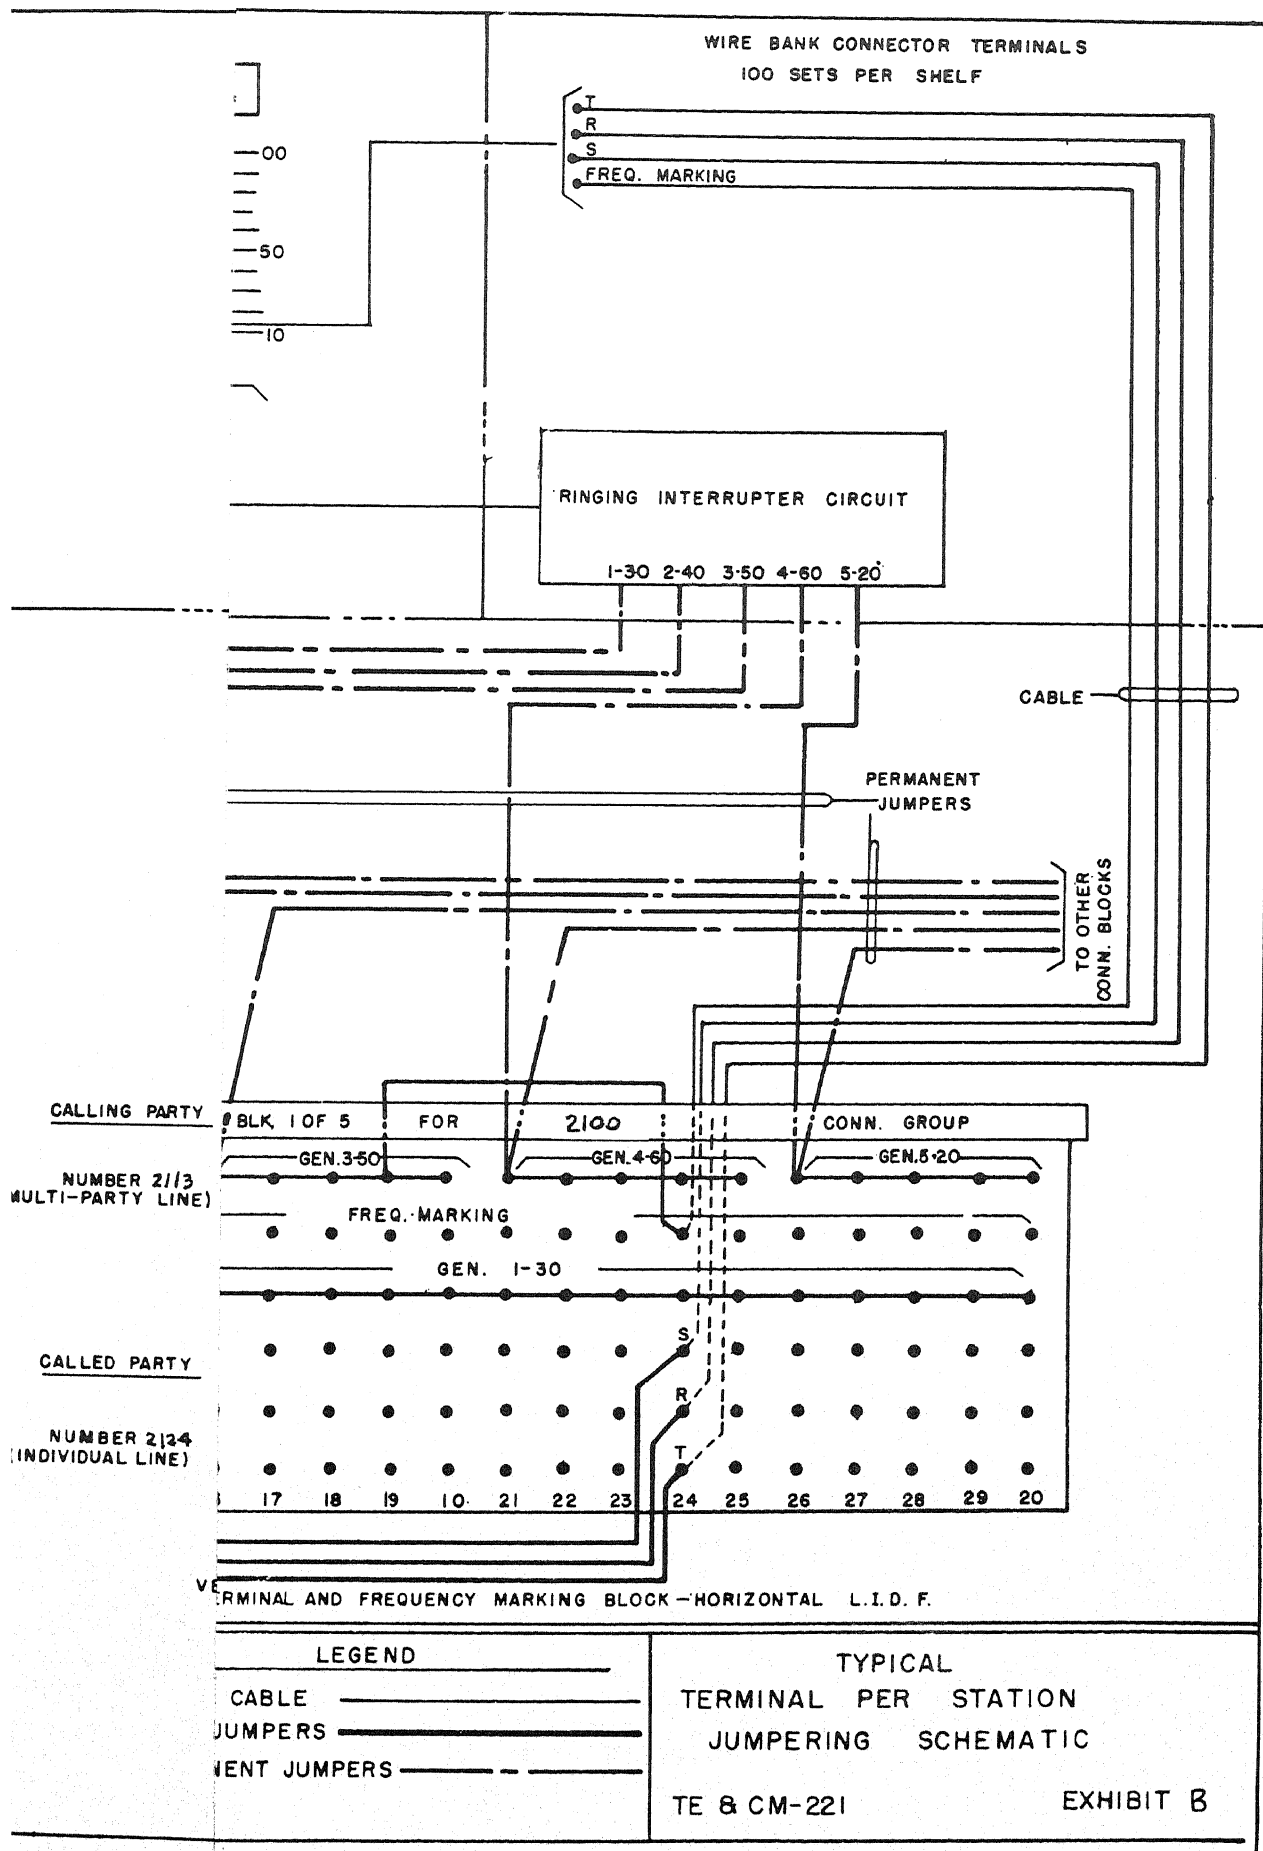 WIRE BANK CONNECTOR TERMINALS
100 SETS PER SHELF
T
R
S
FREQ. MARKING
00
50
10
RINGING INTERRUPTER CIRCUIT
1-30 2-40 3-50 4-60 5-20
CABLE
PERMANENT
JUMPERS
TO OTHER
CONN. BLOCKS
CALLING PARTY
BLK, 1 OF 5 FOR 2100 CONN. GROUP
GEN.3-50 GEN.4-60 GEN.5-20
NUMBER 2113
MULTI-PARTY LINE)
FREQ. MARKING
GEN. 1-30
S
CALLED PARTY
R
NUMBER 2124
(INDIVIDUAL LINE)
T
17 18 19 10. 21 22 23 24 25 26 27 28 29 20
VE
ERMINAL AND FREQUENCY MARKING BLOCK-HORIZONTAL L.I.D.F.
LEGEND
CABLE
JUMPERS
NENT JUMPERS
TYPICAL
TERMINAL PER STATION
JUMPERING SCHEMATIC
TE & CM-221 EXHIBIT B